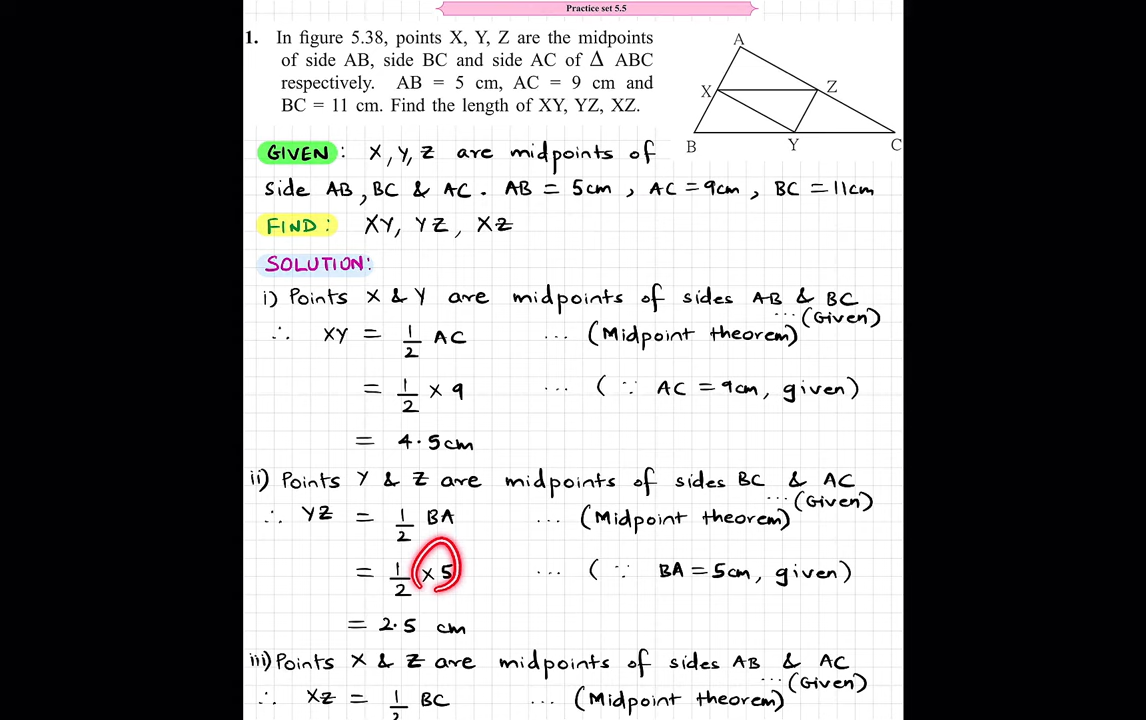 Practice set 5.5
1. In figure 5.38, points X, Y, Z are the midpoints
of side AB, side BC and side AC of Δ ABC
respectively. AB = 5 cm, AC = 9 cm and
BC = 11 cm. Find the length of XY, YZ, XZ.
A
X
Z
B
Y
C
GIVEN: X, Y, Z are midpoints of
side AB, BC & AC. AB = 5cm, AC = 9cm, BC = 11cm
FIND: XY, YZ, XZ
SOLUTION:
i) Points X & Y are midpoints of sides AB & BC
... (Given)
∴ XY = 1/2 AC ... (Midpoint theorem)
= 1/2 × 9 ... (∵ AC = 9cm, given)
= 4.5cm
ii) Points Y & Z are midpoints of sides BC & AC
... (Given)
∴ YZ = 1/2 BA ... (Midpoint theorem)
= 1/2 × 5 ... (∵ BA = 5cm, given)
= 2.5 cm
iii) Points X & Z are midpoints of sides AB & AC
... (Given)
∴ XZ = 1/2 BC ... (Midpoint theorem)